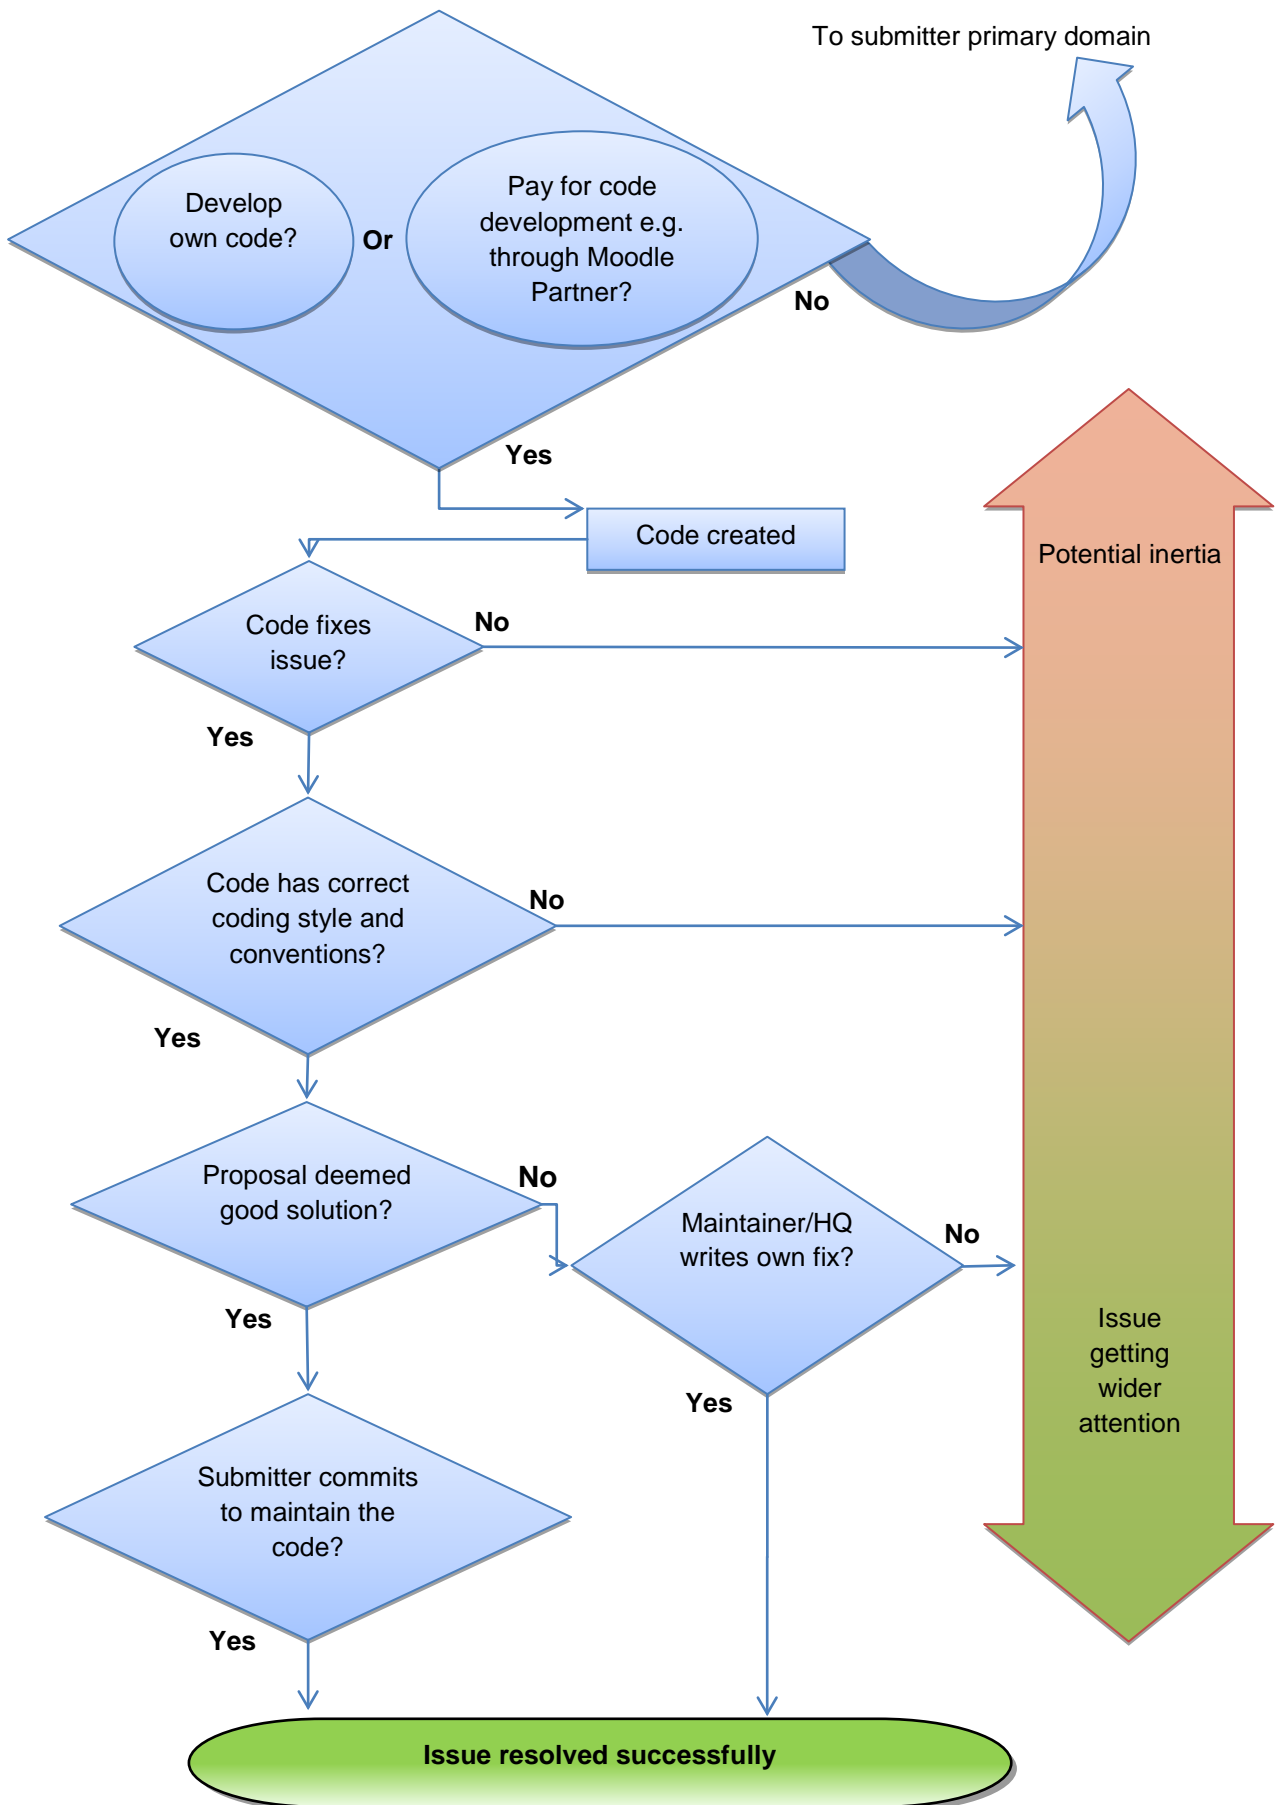 To submitter primary domain
Develop
own code?
Or
Pay for code
development e.g.
through Moodle
Partner?
No
Yes
Code created
Potential inertia
Code fixes
issue?
No
Yes
Code has correct
coding style and
conventions?
No
Yes
Proposal deemed
good solution?
No
Maintainer/HQ
writes own fix?
No
Yes
Issue
getting
wider
attention
Yes
Submitter commits
to maintain the
code?
Yes
Issue resolved successfully